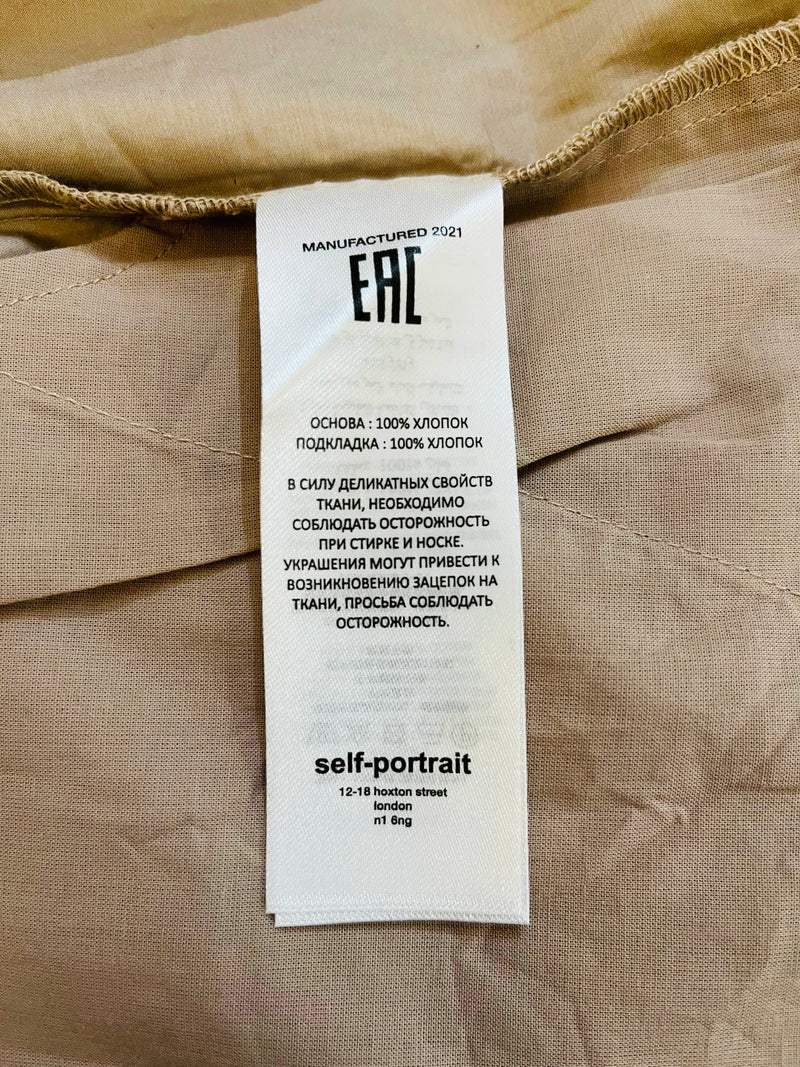 MANUFACTURED 2021
EAC
ОСНОВА : 100% ХЛОПОК
ПОДКЛАДКА : 100% ХЛОПОК
В СИЛУ ДЕЛИКАТНЫХ СВОЙСТВ
ТКАНИ, НЕОБХОДИМО
СОБЛЮДАТЬ ОСТОРОЖНОСТЬ
ПРИ СТИРКЕ И НОСКЕ.
УКРАШЕНИЯ МОГУТ ПРИВЕСТИ К
ВОЗНИКНОВЕНИЮ ЗАЦЕПОК НА
ТКАНИ, ПРОСЬБА СОБЛЮДАТЬ
ОСТОРОЖНОСТЬ.
self-portrait
12-18 hoxton street
london
n1 6ng